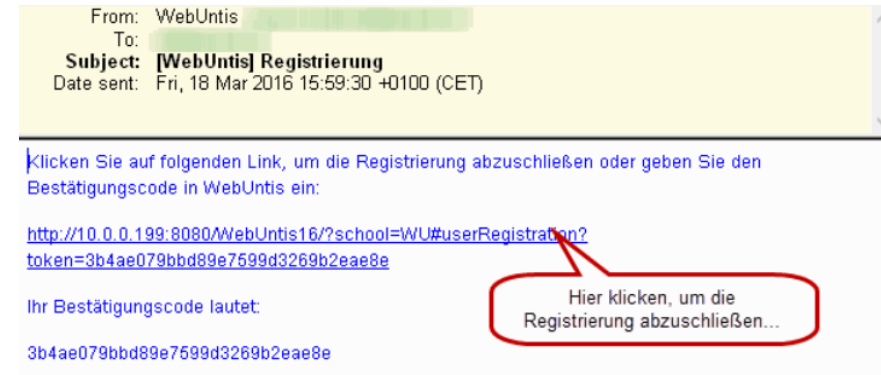 From: WebUntis
To:
Subject: [WebUntis] Registrierung
Date sent: Fri, 18 Mar 2016 15:59:30 +0100 (CET)
Klicken Sie auf folgenden Link, um die Registrierung abzuschließen oder geben Sie den
Bestätigungscode in WebUntis ein:
http://10.0.0.199:8080/WebUntis16/?school=WU#userRegistration?
token=3b4ae079bbd89e7599d3269b2eae8e
Hier klicken, um die
Registrierung abzuschließen...
Ihr Bestätigungscode lautet:
3b4ae079bbd89e7599d3269b2eae8e